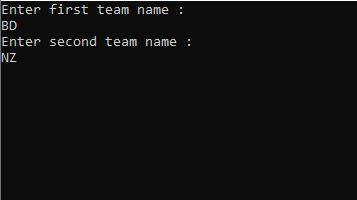 Enter first team name :
BD
Enter second team name :
NZ